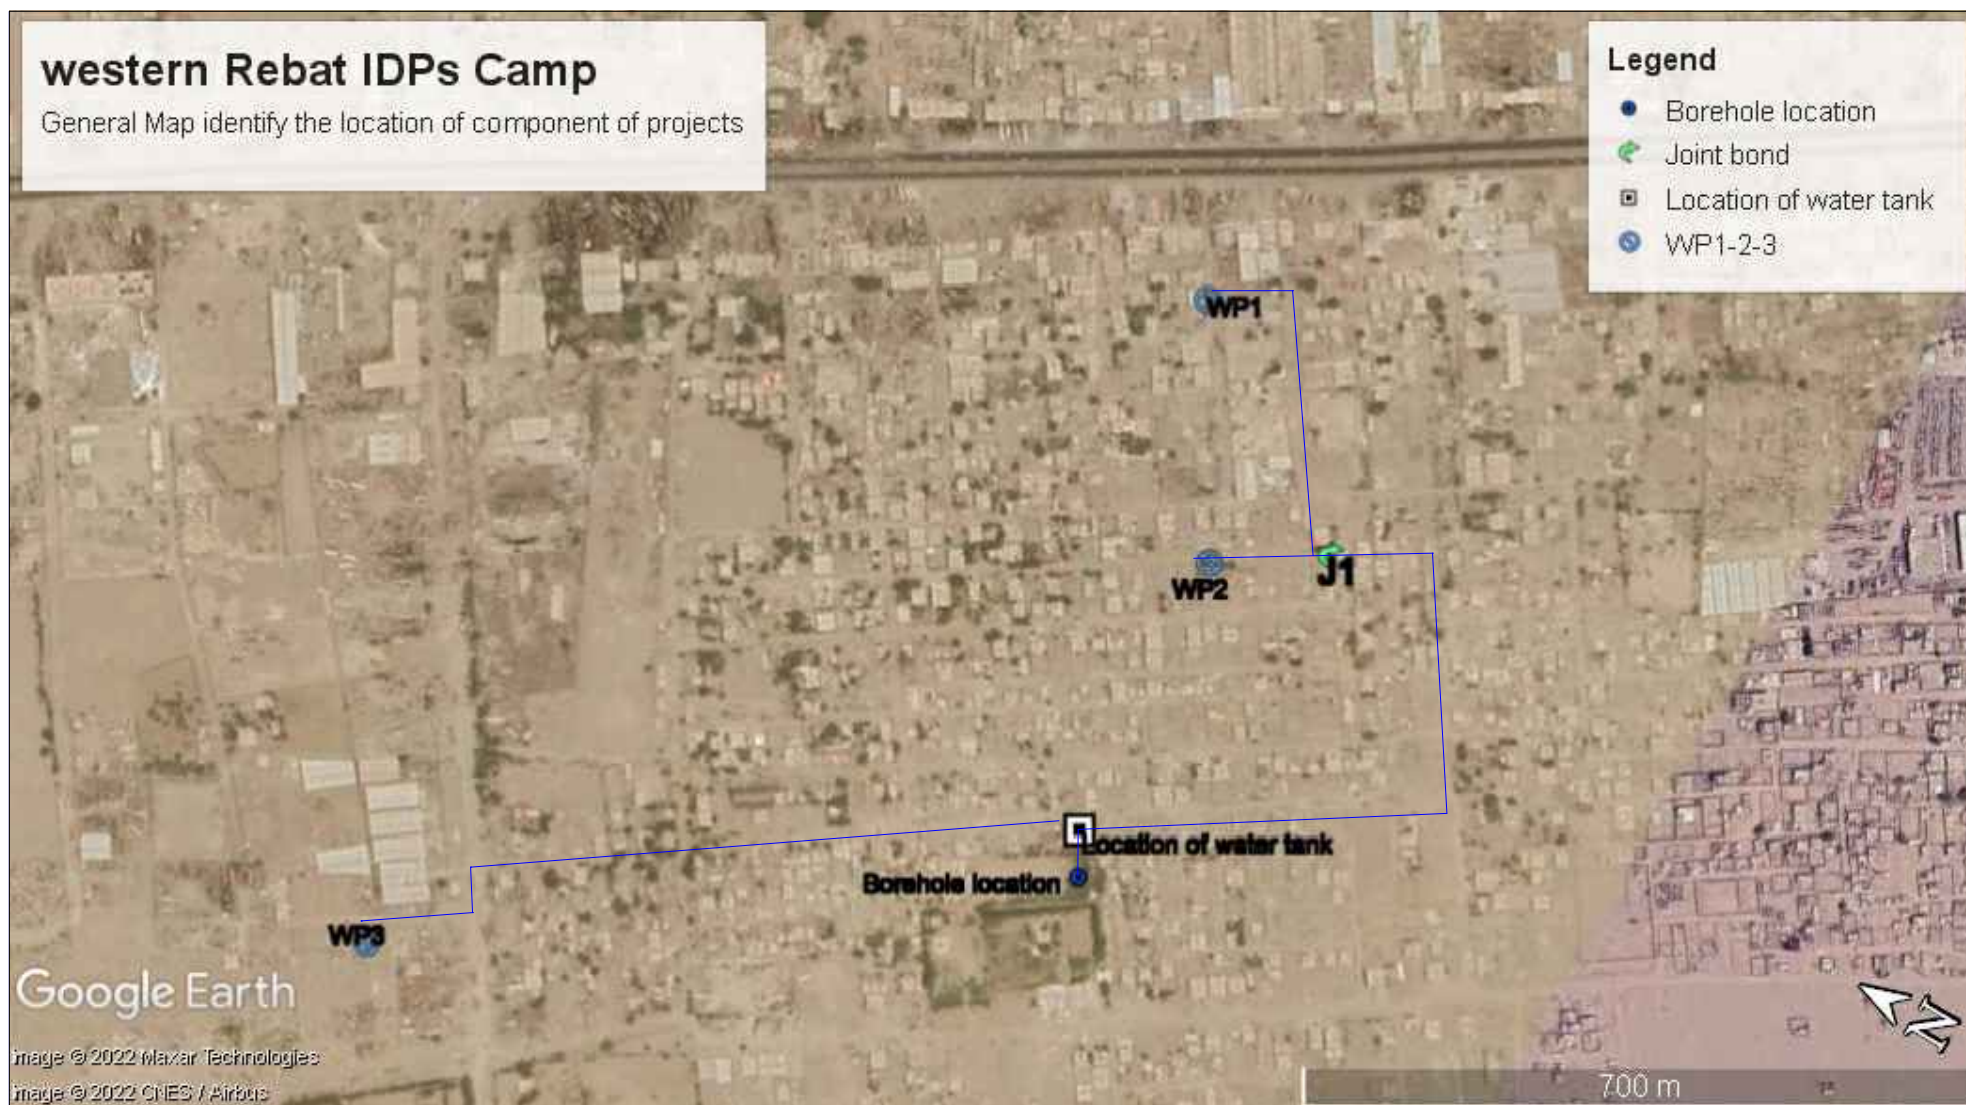 western Rebat IDPs Camp
General Map identify the location of component of projects
Legend
Borehole location
Joint bond
Location of water tank
WP1-2-3
WP1
WP2
J1
Location of water tank
Borehole location
WP3
Google Earth
image © 2022 Maxar Technologies
image © 2022 CNES / Airbus
N
700 m